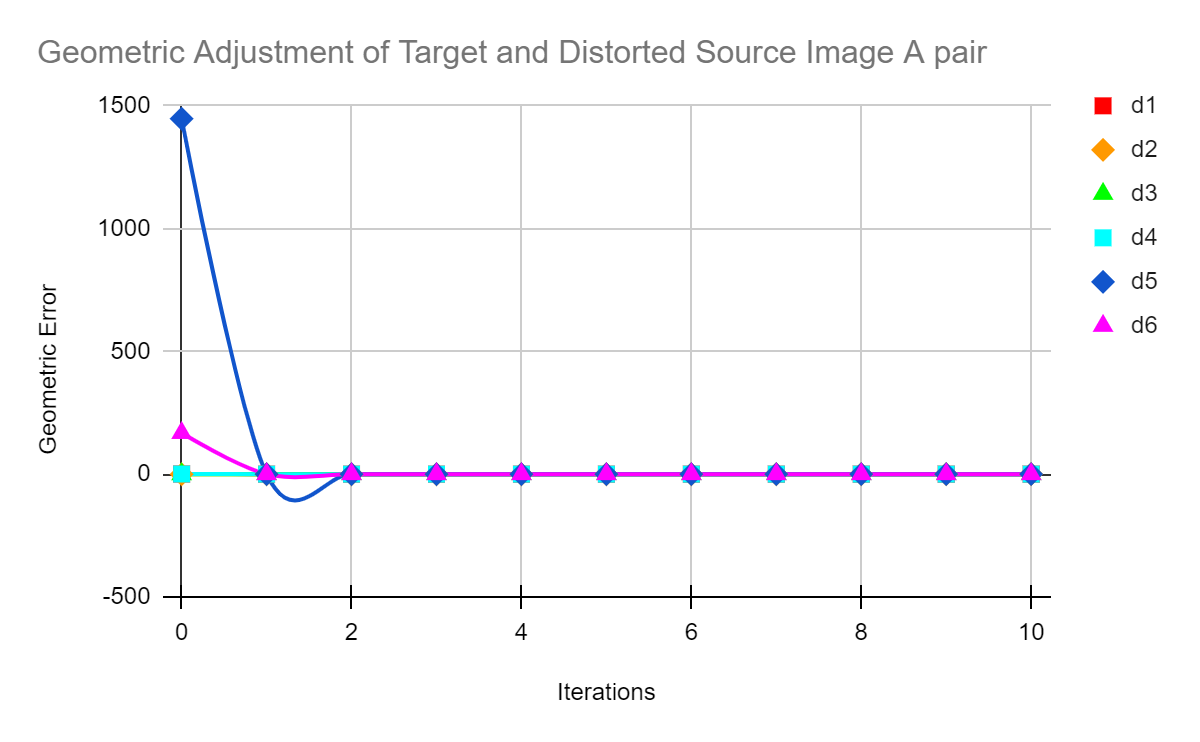 Geometric Adjustment of Target and Distorted Source Image A pair
1500
1000
500
0
-500
Geometric Error
0 2 4 6 8 10
Iterations
d1
d2
d3
d4
d5
d6